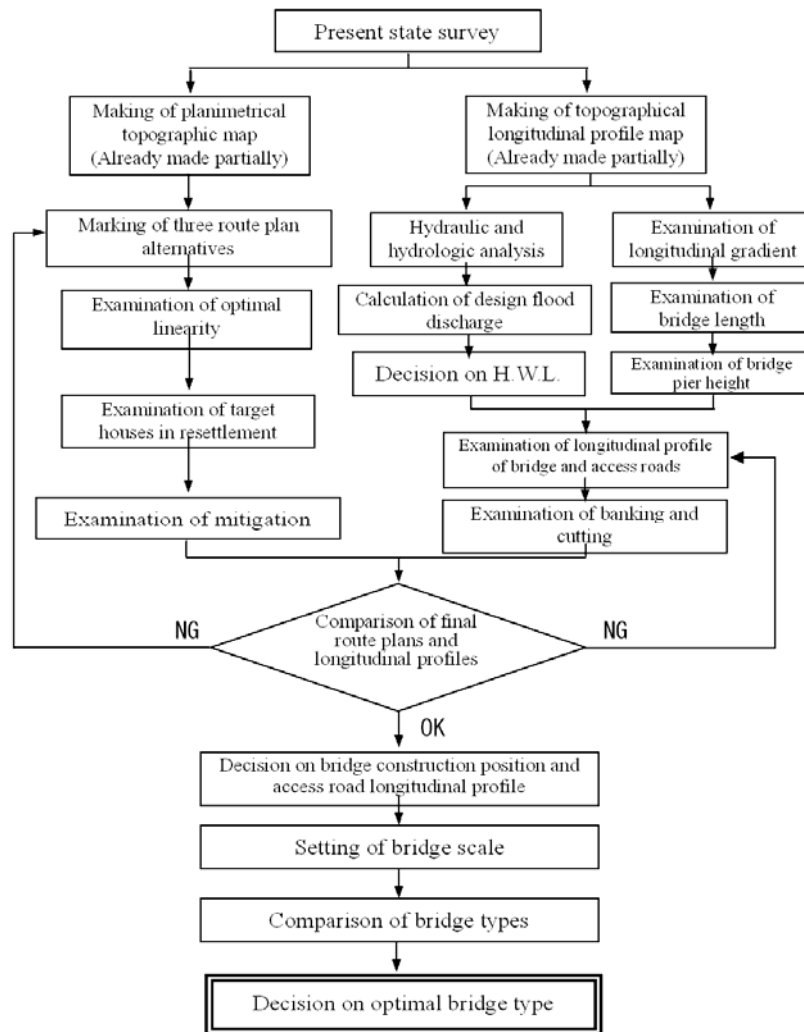 Present state survey
Making of planimetrical
topographic map
(Already made partially)
Making of topographical
longitudinal profile map
(Already made partially)
Marking of three route plan
alternatives
Hydraulic and
hydrologic analysis
Examination of
longitudinal gradient
Examination of optimal
linearity
Calculation of design flood
discharge
Examination of
bridge length
Decision on H.W.L.
Examination of bridge
pier height
Examination of target
houses in resettlement
Examination of longitudinal profile
of bridge and access roads
Examination of mitigation
Examination of banking and
cutting
NG
Comparison of final
route plans and
longitudinal profiles
NG
OK
Decision on bridge construction position and
access road longitudinal profile
Setting of bridge scale
Comparison of bridge types
Decision on optimal bridge type